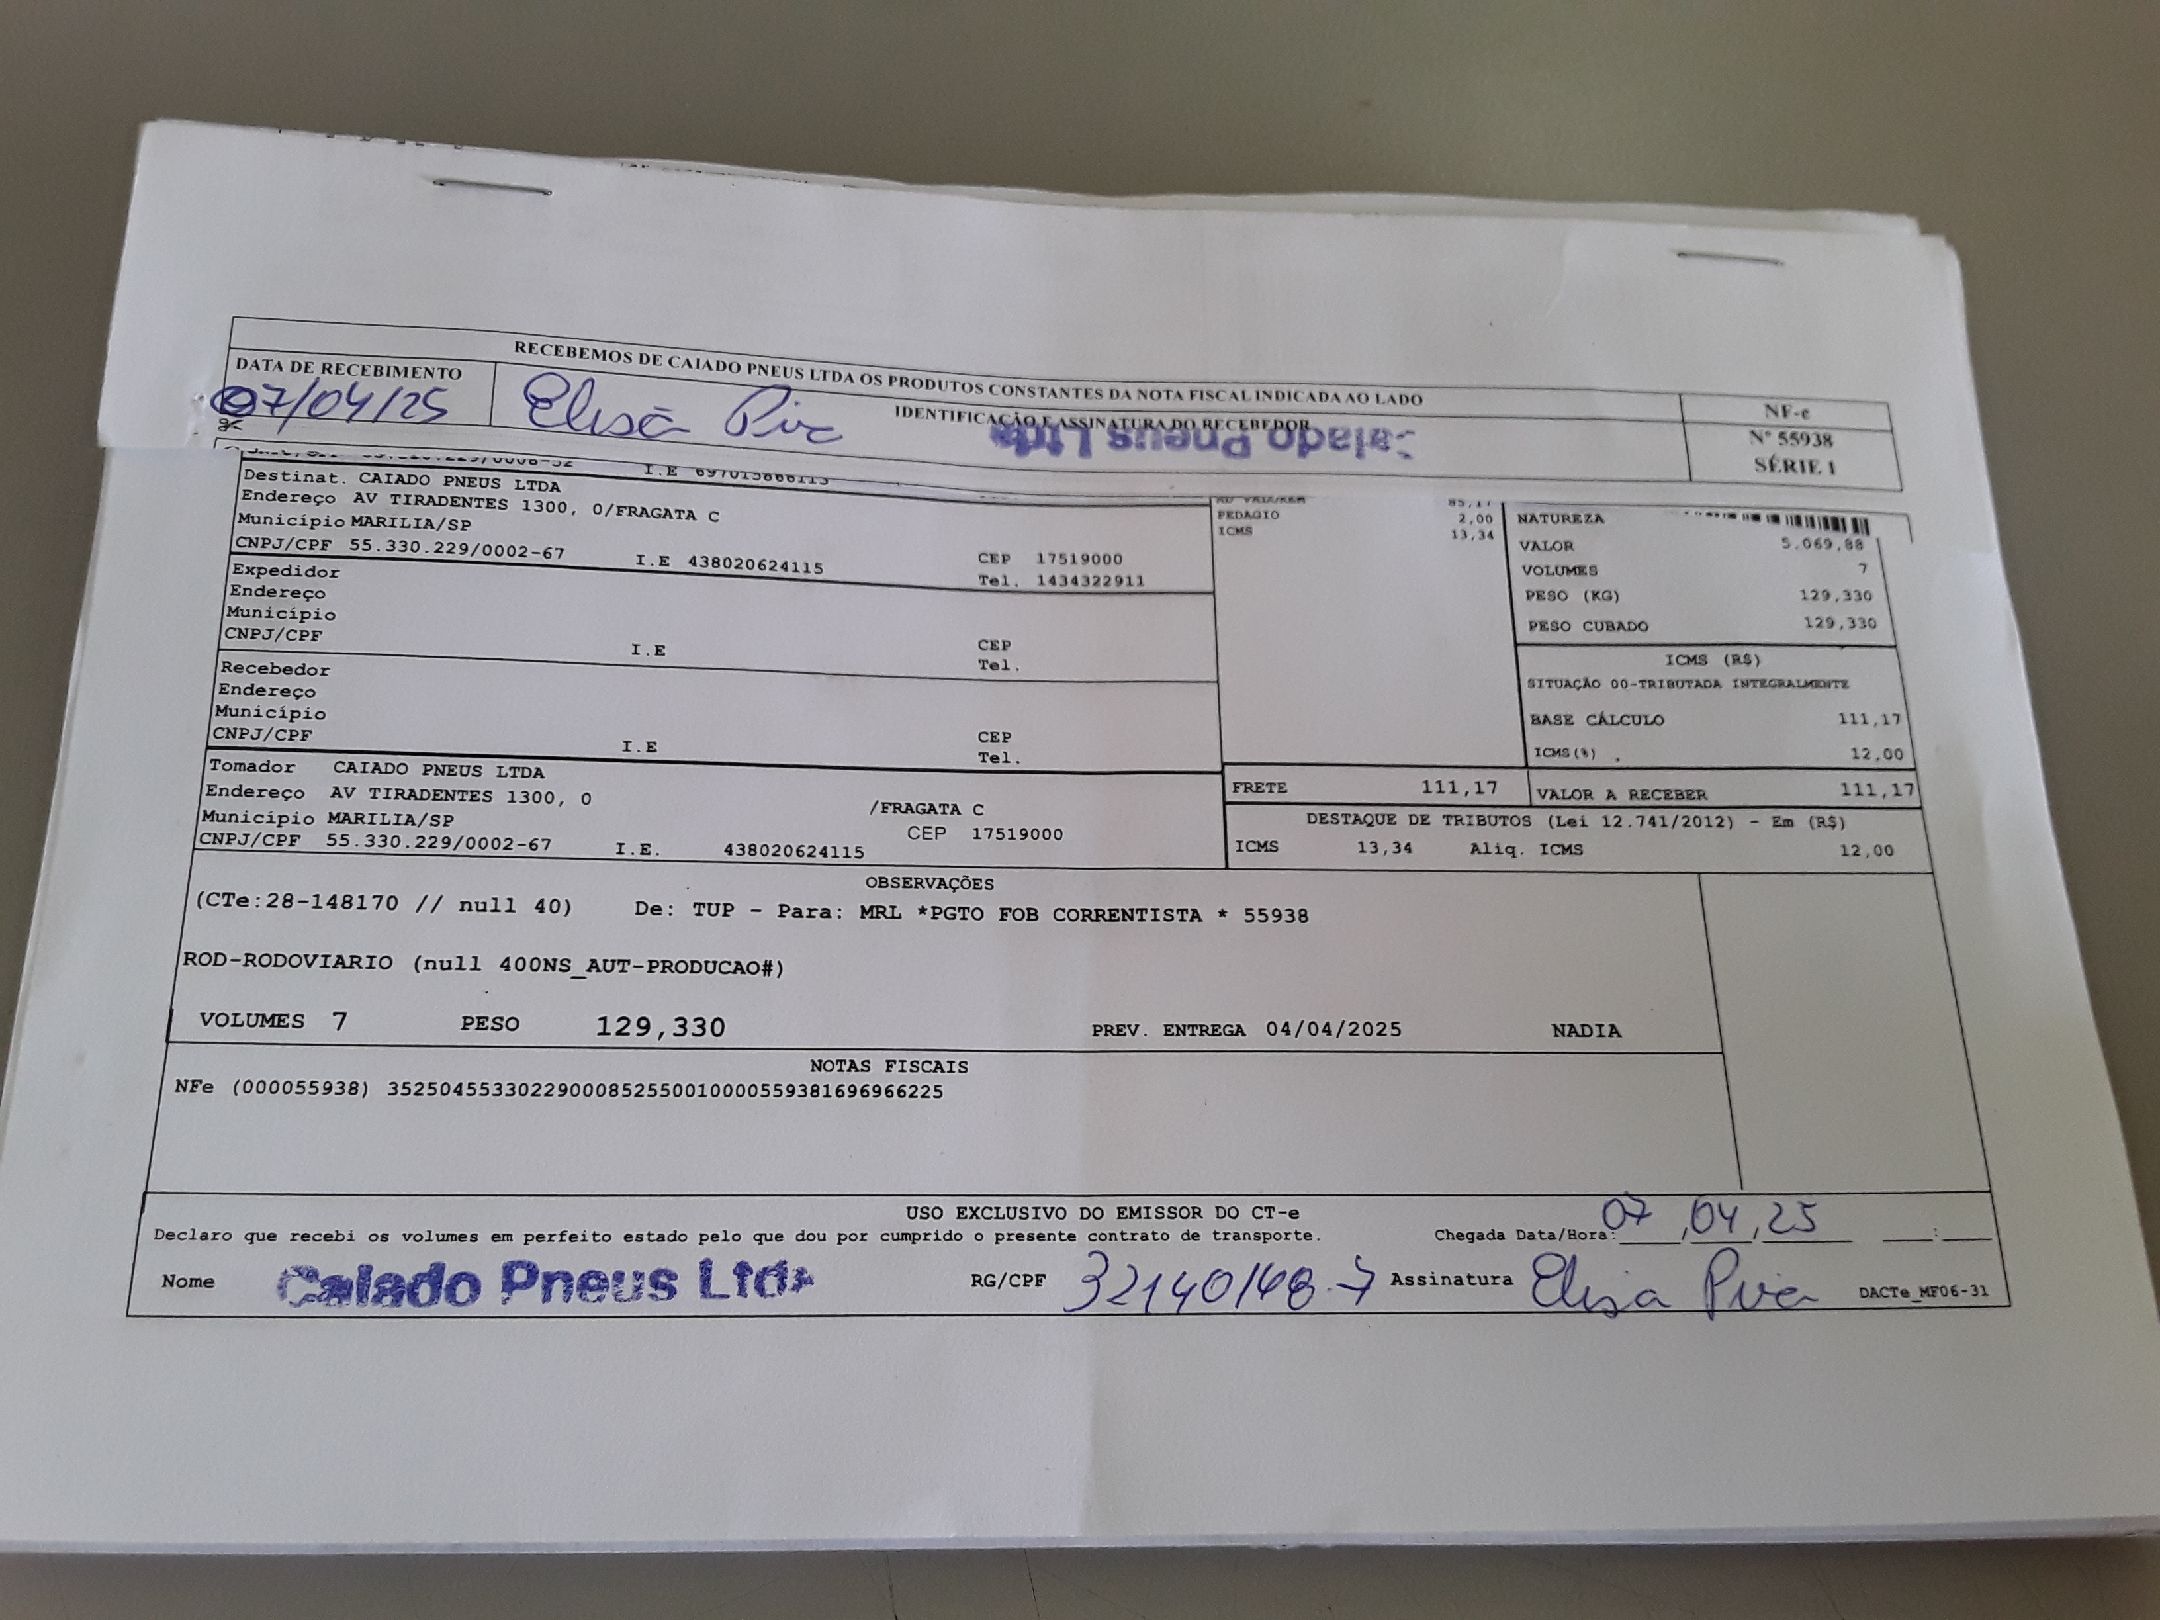 RECEBEMOS DE CAIADO PNEUS LTDA OS PRODUTOS CONSTANTES DA NOTA FISCAL INDICADA AO LADO
DATA DE RECEBIMENTO
07/04/25
IDENTIFICAÇÃO E ASSINATURA DO RECEBEDOR
Elisa Piva
Caiado Pneus Ltda
NF-e
Nº 55938
SÉRIE 1
I.E 697015866113
Destinat. CAIADO PNEUS LTDA
Endereço AV TIRADENTES 1300, 0/FRAGATA C
Município MARILIA/SP
CNPJ/CPF 55.330.229/0002-67 I.E 438020624115 CEP 17519000
Tel. 1434322911
Expedidor
Endereço
Município
CNPJ/CPF I.E CEP
Tel.
Recebedor
Endereço
Município
CNPJ/CPF I.E CEP
Tel.
Tomador CAIADO PNEUS LTDA
Endereço AV TIRADENTES 1300, 0 /FRAGATA C
Município MARILIA/SP CEP 17519000
CNPJ/CPF 55.330.229/0002-67 I.E. 438020624115
PEDAGIO 2,00
ICMS 13,34
FRETE 111,17
NATUREZA
VALOR 5.069,88
VOLUMES 7
PESO (KG) 129,330
PESO CUBADO 129,330
ICMS (R$)
SITUAÇÃO 00-TRIBUTADA INTEGRALMENTE
BASE CÁLCULO 111,17
ICMS(%) 12,00
VALOR A RECEBER 111,17
DESTAQUE DE TRIBUTOS (Lei 12.741/2012) - Em (R$)
ICMS 13,34 Aliq. ICMS 12,00
OBSERVAÇÕES
(CTe:28-148170 // null 40) De: TUP - Para: MRL *PGTO FOB CORRENTISTA * 55938
ROD-RODOVIARIO (null 400NS_AUT-PRODUCAO#)
VOLUMES 7 PESO 129,330 PREV. ENTREGA 04/04/2025 NADIA
NOTAS FISCAIS
NFe (000055938) 35250455330229000852550010000559381696966225
USO EXCLUSIVO DO EMISSOR DO CT-e
Declaro que recebi os volumes em perfeito estado pelo que dou por cumprido o presente contrato de transporte. Chegada Data/Hora: 07,04,25 :
Nome Caiado Pneus Ltda RG/CPF 32140148-7 Assinatura Elisa Piva DACTe_MF06-31